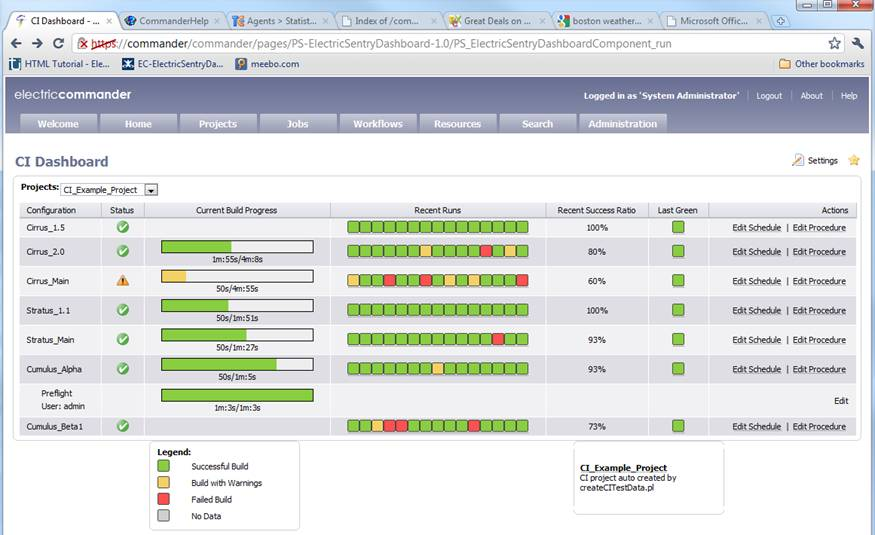 CI Dashboard - ...
CommanderHelp
Agents > Statist...
Index of /com...
Great Deals on ...
boston weather...
Microsoft Offic...
https://commander/commander/pages/PS-ElectricSentryDashboard-1.0/PS_ElectricSentryDashboardComponent_run
HTML Tutorial - Ele...
EC-ElectricSentryDa...
meebo.com
Other bookmarks
electriccommander
Logged in as 'System Administrator'
Logout
About
Help
Welcome
Home
Projects
Jobs
Workflows
Resources
Search
Administration
CI Dashboard
Settings
Projects: CI_Example_Project
Configuration Status Current Build Progress Recent Runs Recent Success Ratio Last Green Actions
Cirrus_1.5 100% Edit Schedule | Edit Procedure
Cirrus_2.0 1m:55s/4m:8s 80% Edit Schedule | Edit Procedure
Cirrus_Main 50s/4m:55s 60% Edit Schedule | Edit Procedure
Stratus_1.1 50s/1m:51s 100% Edit Schedule | Edit Procedure
Stratus_Main 50s/1m:27s 93% Edit Schedule | Edit Procedure
Cumulus_Alpha 50s/1m:5s 93% Edit Schedule | Edit Procedure
Preflight
User: admin 1m:3s/1m:3s Edit
Cumulus_Beta1 73% Edit Schedule | Edit Procedure
Legend:
Successful Build
Build with Warnings
Failed Build
No Data
CI_Example_Project
CI project auto created by
createCITestData.pl